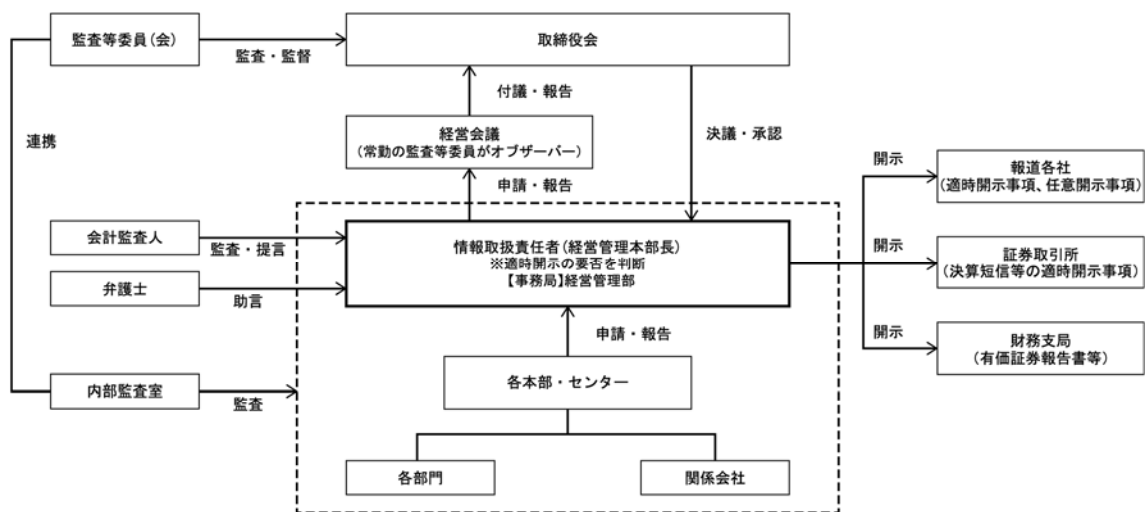 監査等委員(会)
監査・監督
取締役会
付議・報告
連携
経営会議
(常勤の監査等委員がオブザーバー)
決議・承認
申請・報告
開示
報道各社
(適時開示事項、任意開示事項)
会計監査人
監査・提言
情報取扱責任者(経営管理本部長)
※適時開示の要否を判断
【事務局】経営管理部
開示
証券取引所
(決算短信等の適時開示事項)
弁護士
助言
申請・報告
開示
財務支局
(有価証券報告書等)
内部監査室
監査
各本部・センター
各部門
関係会社